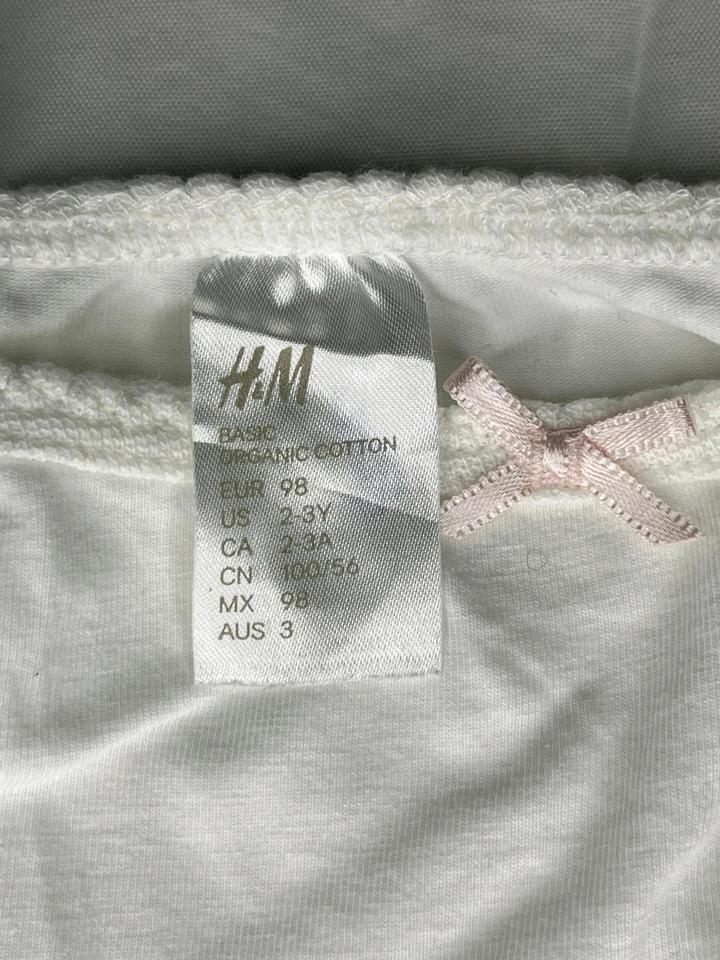 H&M
BASIC
ORGANIC COTTON
EUR 98
US 2-3Y
CA 2-3A
CN 100/56
MX 98
AUS 3